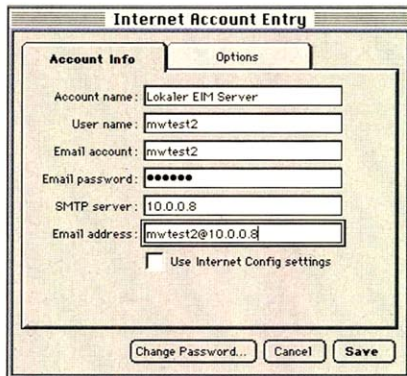 Internet Account Entry
Account Info
Options
Account name: Lokaler EIM Server
User name: mwtest2
Email account: mwtest2
Email password: ●●●●●●
SMTP server: 10.0.0.8
Email address: mwtest2@10.0.0.8
Use Internet Config settings
Change Password... Cancel Save